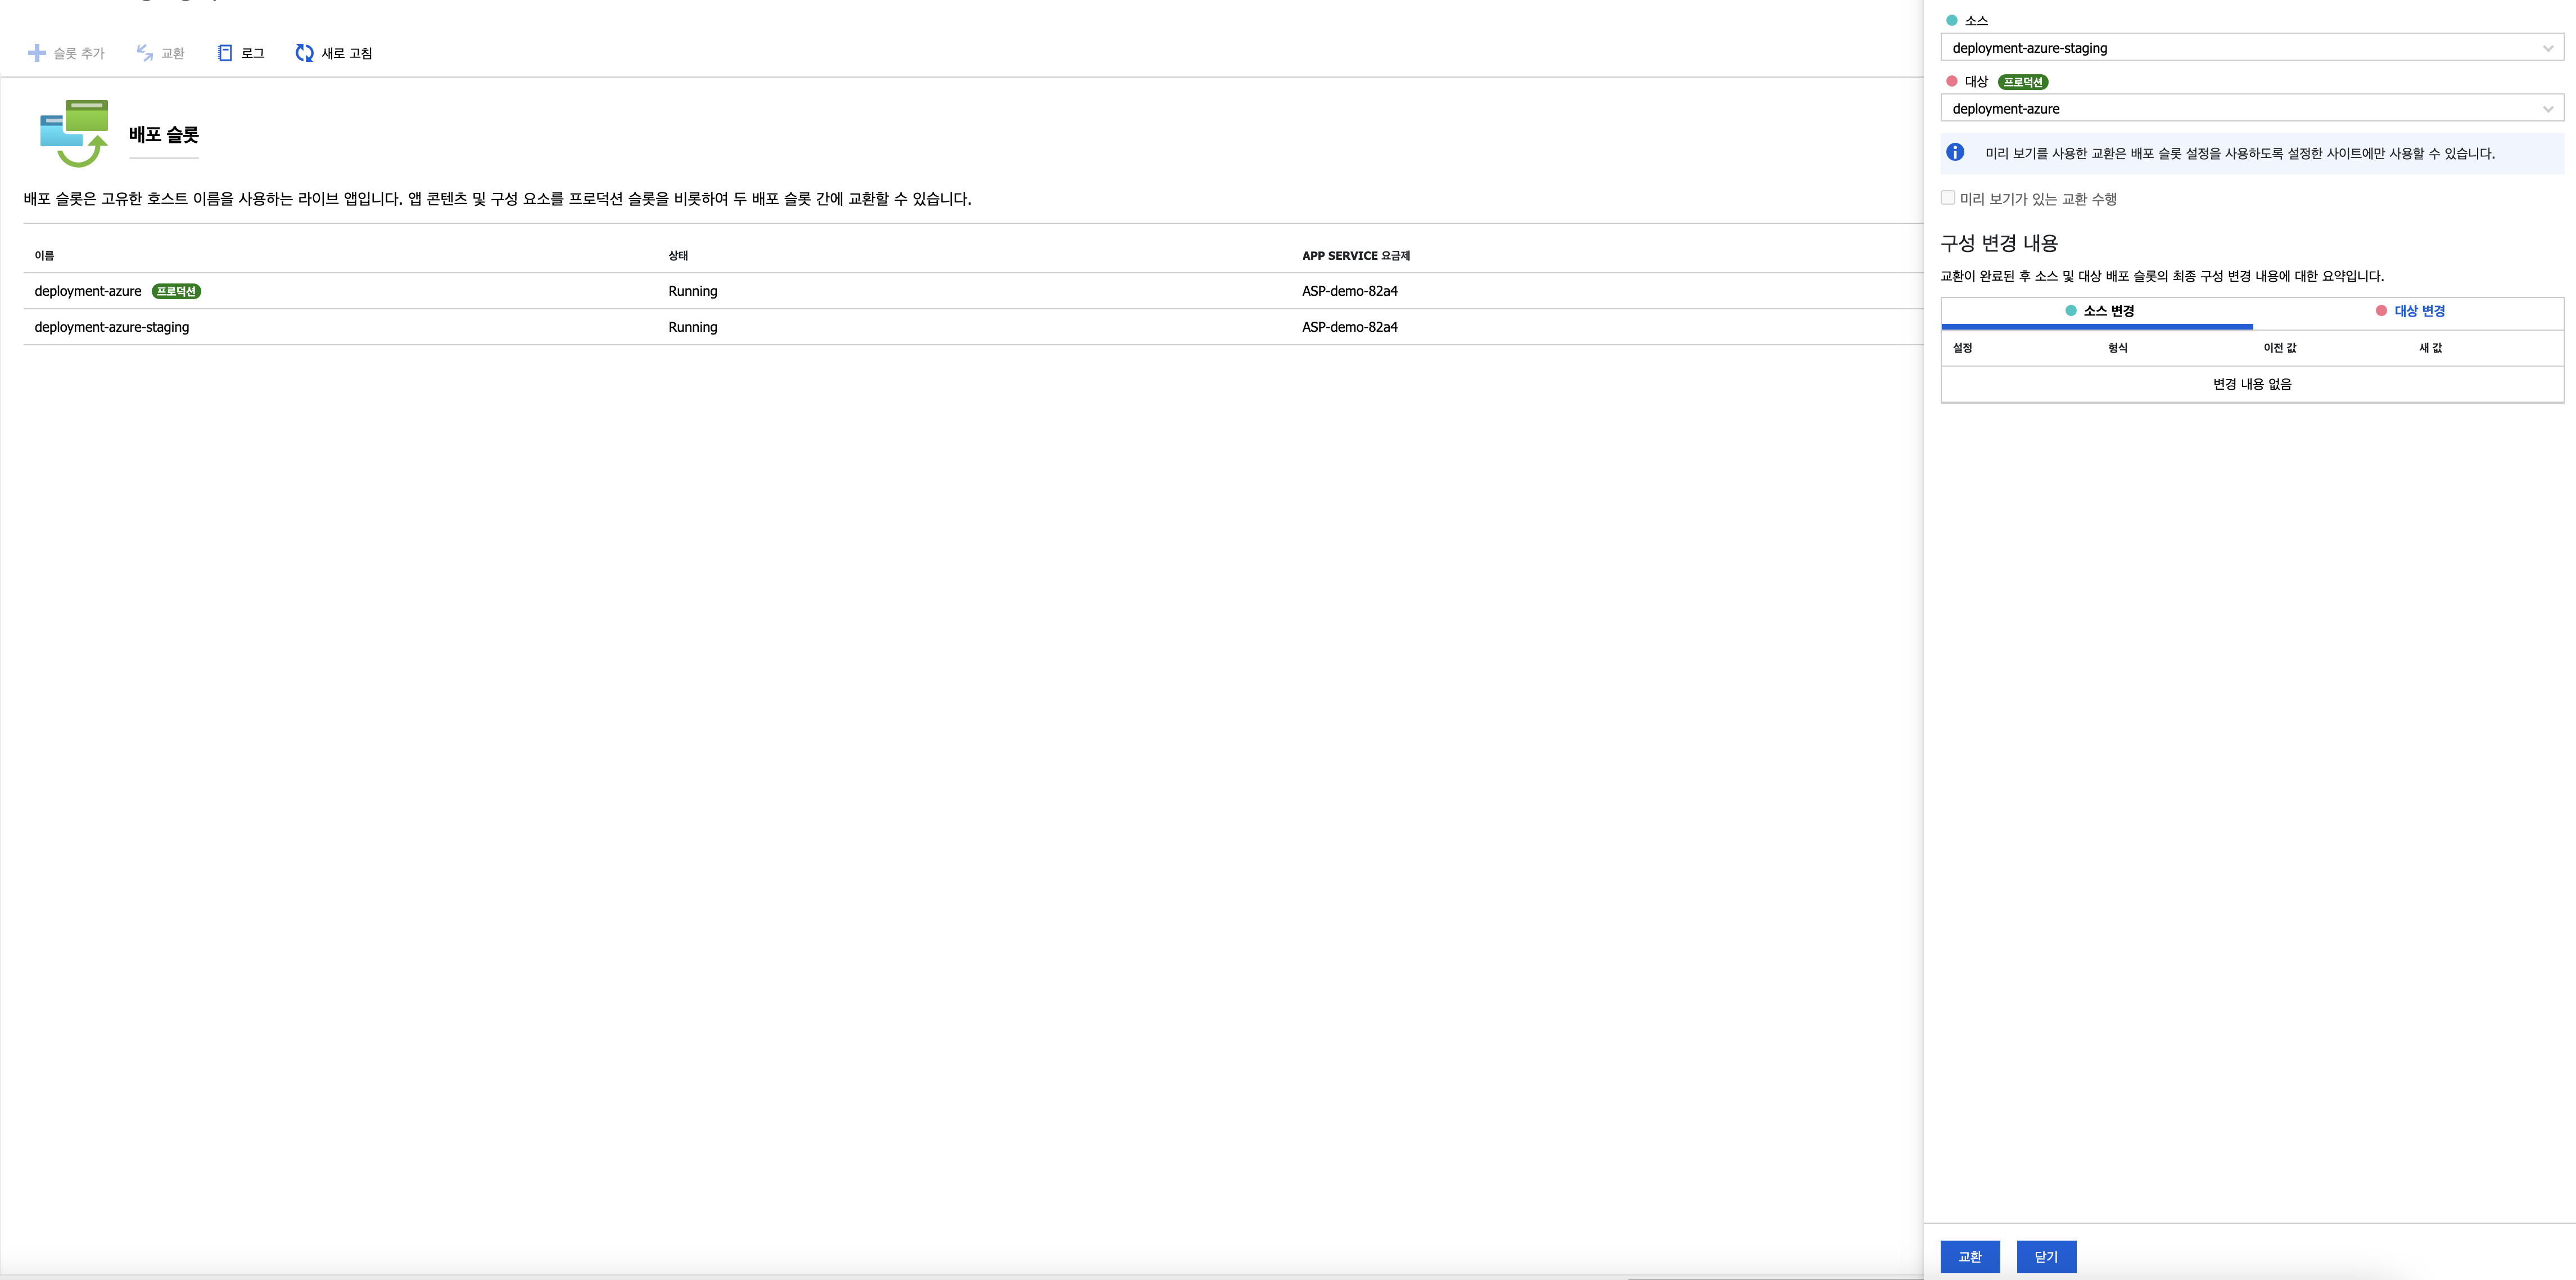 슬롯 추가 교환 로그 새로 고침
배포 슬롯
배포 슬롯은 고유한 호스트 이름을 사용하는 라이브 앱입니다. 앱 콘텐츠 및 구성 요소를 프로덕션 슬롯을 비롯하여 두 배포 슬롯 간에 교환할 수 있습니다.
이름 상태 APP SERVICE 요금제
deployment-azure 프로덕션 Running ASP-demo-82a4
deployment-azure-staging Running ASP-demo-82a4
소스
deployment-azure-staging
대상 프로덕션
deployment-azure
미리 보기를 사용한 교환은 배포 슬롯 설정을 사용하도록 설정한 사이트에만 사용할 수 있습니다.
미리 보기가 있는 교환 수행
구성 변경 내용
교환이 완료된 후 소스 및 대상 배포 슬롯의 최종 구성 변경 내용에 대한 요약입니다.
소스 변경 대상 변경
설정 형식 이전 값 새 값
변경 내용 없음
교환 닫기